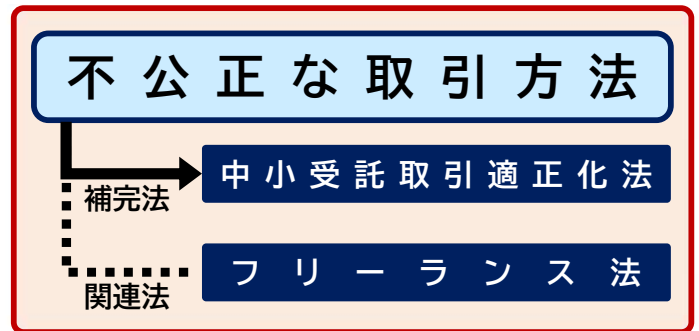 不公正な取引方法
中小受託取引適正化法
補完法
フリーランス法
関連法